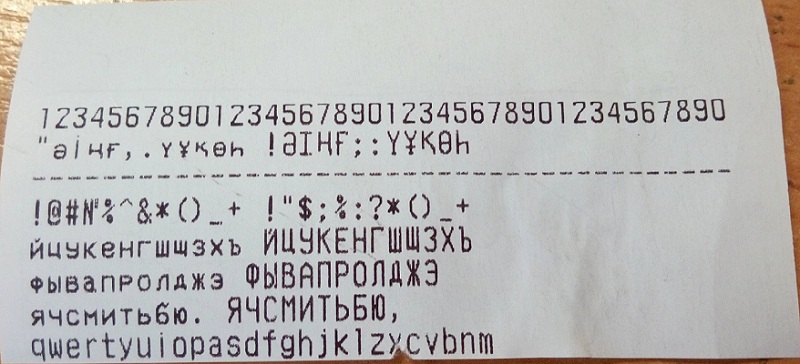 1234567890123456789012345678901234567890
"әіңғ,.үұқөһ !ӘІҢҒ;:ҮҰҚӨҺ
------------------------------------------------
!@#№%^&*()_+ !"$;%:?*()_+
йцукенгшщзхъ ЙЦУКЕНГШЩЗХЪ
фывапролджэ ФЫВАПРОЛДЖЭ
ячсмитьбю. ЯЧСМИТЬБЮ,
qwertyuiopasdfghjklzxcvbnm